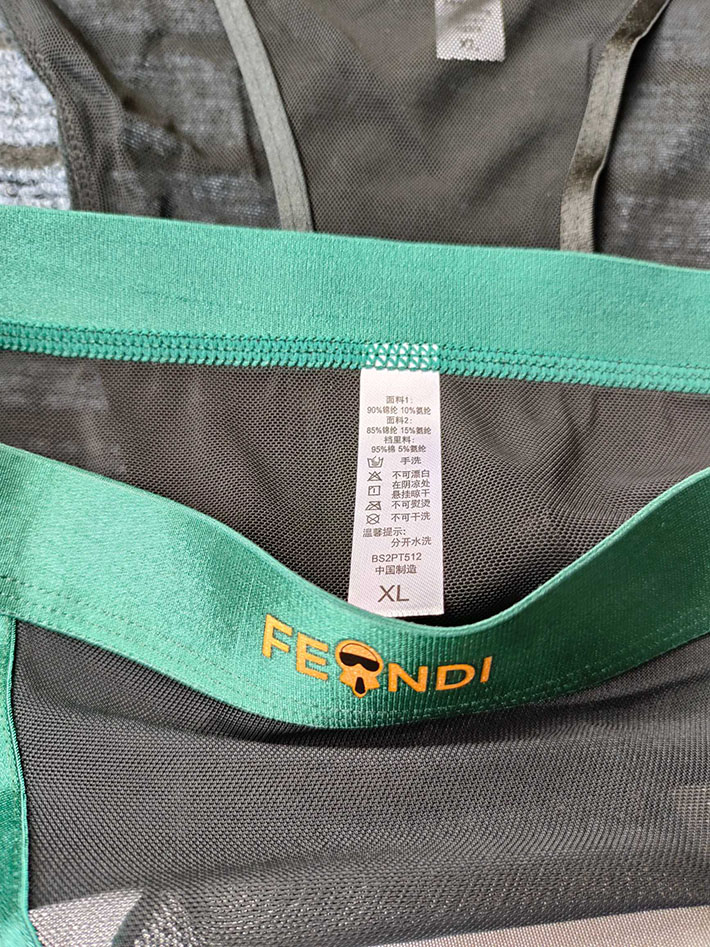 面料1:
90%锦纶 10%氨纶
面料2:
85%锦纶 15%氨纶
档里料:
95%棉 5%氨纶
手洗
不可漂白
在阴凉处
悬挂晾干
不可熨烫
不可干洗
温馨提示:
分开水洗
BS2PT512
中国制造
XL
FE NDI